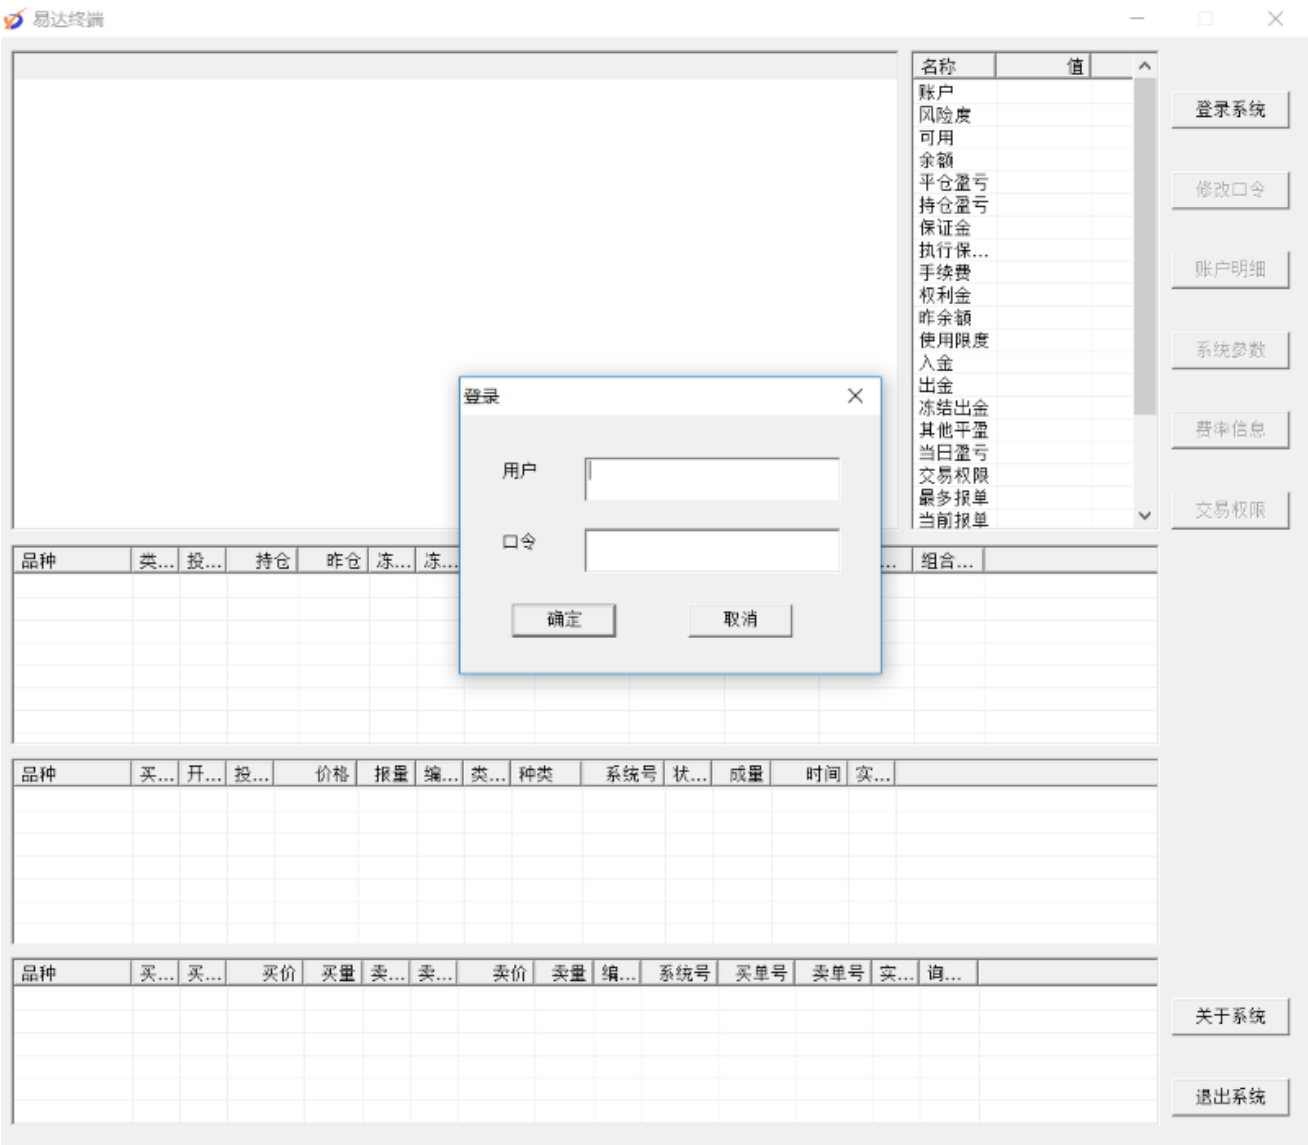 易达终端
名称 值
账户
风险度
可用
余额
平仓盈亏
持仓盈亏
保证金
执行保...
手续费
权利金
昨余额
使用限度
入金
出金
冻结出金
其他平盈
当日盈亏
交易权限
最多报单
当前报单
登录系统
修改口令
账户明细
系统参数
费率信息
交易权限
登录
用户
口令
确定 取消
品种 类... 投... 持仓 昨仓 冻... 冻... ... 组合...
品种 买... 开... 投... 价格 报量 编... 类... 种类 系统号 状... 成量 时间 实...
品种 买... 买... 买价 买量 卖... 卖... 卖价 卖量 编... 系统号 买单号 卖单号 实... 询...
关于系统
退出系统